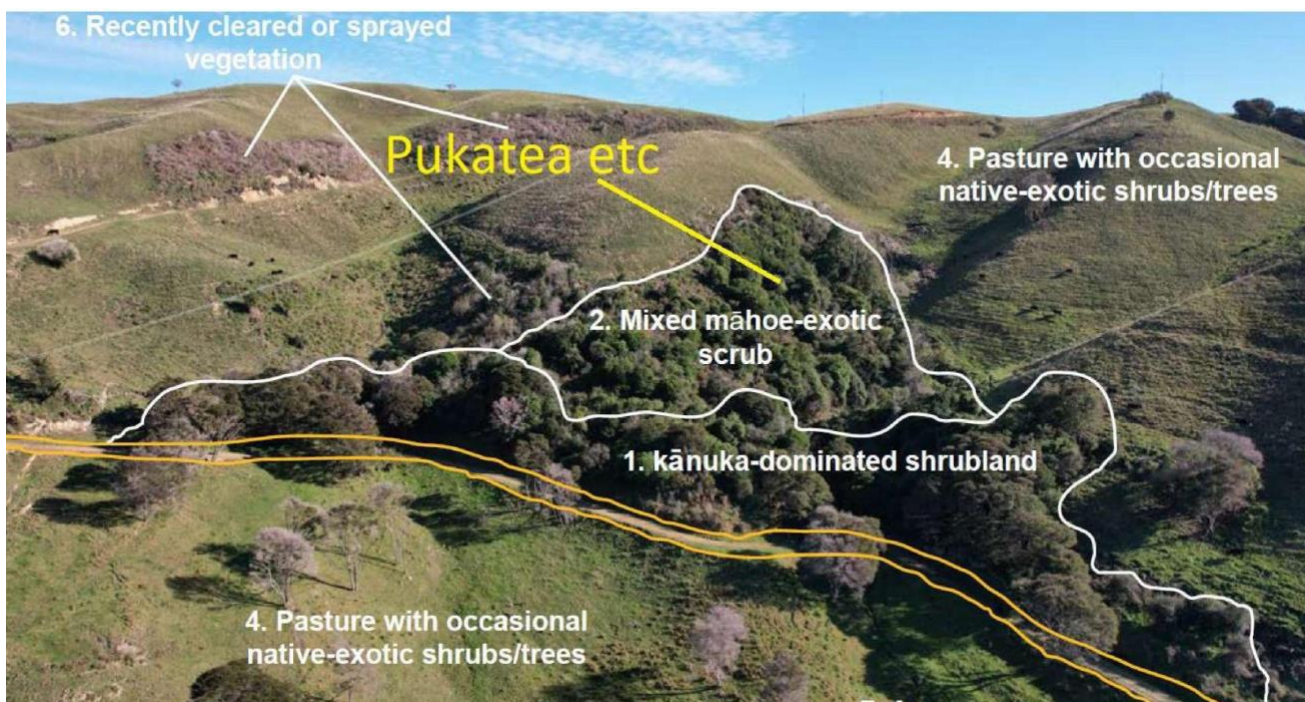 6. Recently cleared or sprayed
vegetation
Pukatea etc
4. Pasture with occasional
native-exotic shrubs/trees
2. Mixed māhoe-exotic
scrub
1. kānuka-dominated shrubland
4. Pasture with occasional
native-exotic shrubs/trees